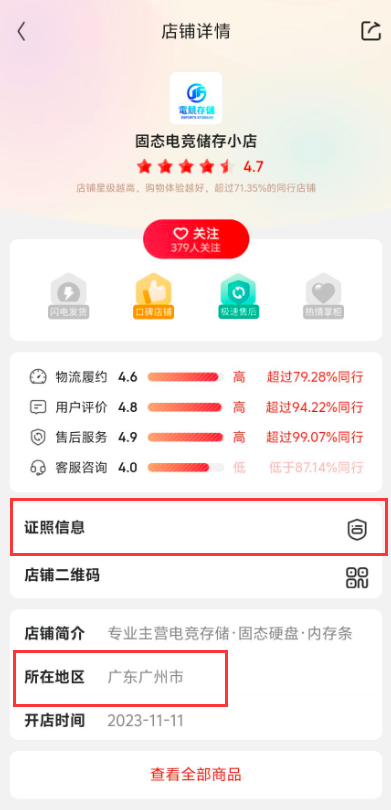 店铺详情
電競存储
ESPORTS STORAGE
固态电竞储存小店
4.7
店铺星级越高，购物体验越好，超过71.35%的同行店铺
关注
379人关注
闪电发货 口碑店铺 极速售后 热情掌柜
物流履约 4.6 高 超过79.28%同行
用户评价 4.8 高 超过94.22%同行
售后服务 4.9 高 超过99.07%同行
客服咨询 4.0 低 低于87.14%同行
证照信息
店铺二维码
店铺简介 专业主营电竞存储·固态硬盘·内存条
所在地区 广东广州市
开店时间 2023-11-11
查看全部商品